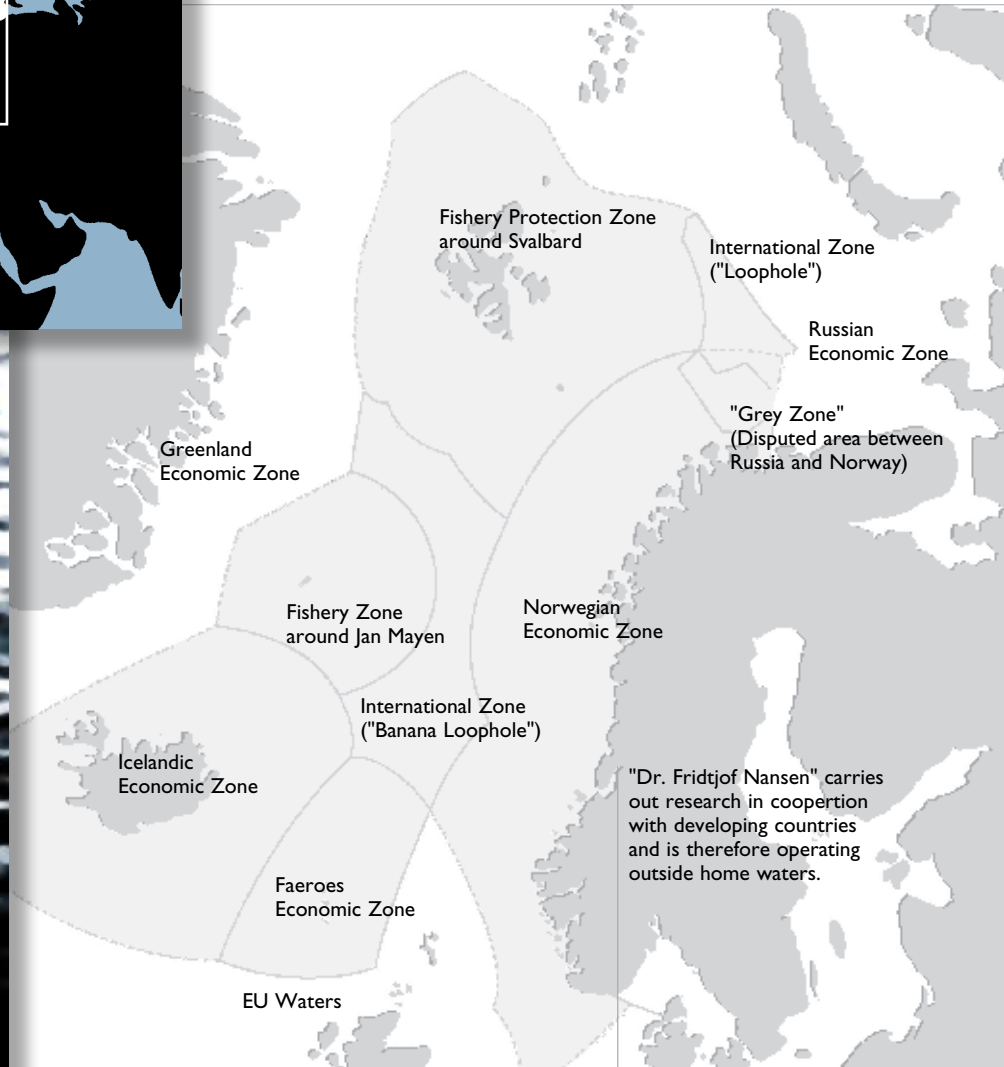 Fishery Protection Zone
around Svalbard
International Zone
("Loophole")
Russian
Economic Zone
"Grey Zone"
(Disputed area between
Russia and Norway)
Greenland
Economic Zone
Fishery Zone
around Jan Mayen
Norwegian
Economic Zone
International Zone
("Banana Loophole")
Icelandic
Economic Zone
"Dr. Fridtjof Nansen" carries
out research in coopertion
with developing countries
and is therefore operating
outside home waters.
Faeroes
Economic Zone
EU Waters